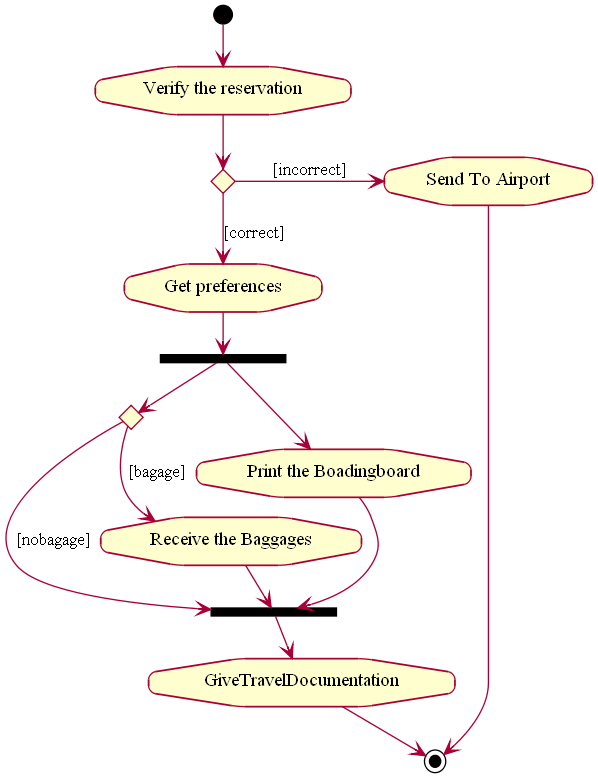 Verify the reservation
[incorrect]
Send To Airport
[correct]
Get preferences
[bagage]
Print the Boadingboard
[nobagage]
Receive the Baggages
GiveTravelDocumentation